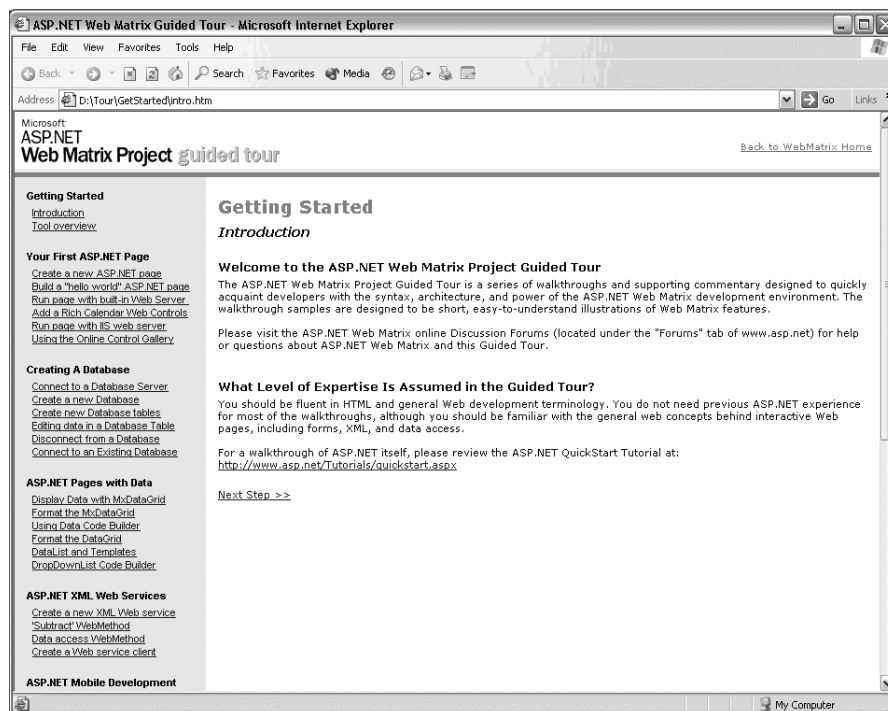 ASP.NET Web Matrix Guided Tour - Microsoft Internet Explorer
File Edit View Favorites Tools Help
Back Search Favorites Media
Address D:\Tour\GetStarted\intro.htm Go Links
Microsoft
ASP.NET
Web Matrix Project guided tour
Back to WebMatrix Home
Getting Started
Introduction
Tool overview
Your First ASP.NET Page
Create a new ASP.NET page
Build a "hello world" ASP.NET page
Run page with built-in Web Server
Add a Rich Calendar Web Controls
Run page with IIS web server
Using the Online Control Gallery
Creating A Database
Connect to a Database Server
Create a new Database
Create new Database tables
Editing data in a Database Table
Disconnect from a Database
Connect to an Existing Database
ASP.NET Pages with Data
Display Data with MxDataGrid
Format the MxDataGrid
Using Data Code Builder
Format the DataGrid
DataList and Templates
DropDownList Code Builder
ASP.NET XML Web Services
Create a new XML Web service
'Subtract' WebMethod
Data access WebMethod
Create a Web service client
ASP.NET Mobile Development
Getting Started
Introduction
Welcome to the ASP.NET Web Matrix Project Guided Tour
The ASP.NET Web Matrix Project Guided Tour is a series of walkthroughs and supporting commentary designed to quickly
acquaint developers with the syntax, architecture, and power of the ASP.NET Web Matrix development environment. The
walkthrough samples are designed to be short, easy-to-understand illustrations of Web Matrix features.
Please visit the ASP.NET Web Matrix online Discussion Forums (located under the "Forums" tab of www.asp.net) for help
or questions about ASP.NET Web Matrix and this Guided Tour.
What Level of Expertise Is Assumed in the Guided Tour?
You should be fluent in HTML and general Web development terminology. You do not need previous ASP.NET experience
for most of the walkthroughs, although you should be familiar with the general web concepts behind interactive Web
pages, including forms, XML, and data access.
For a walkthrough of ASP.NET itself, please review the ASP.NET QuickStart Tutorial at:
http://www.asp.net/Tutorials/quickstart.aspx
Next Step >>
My Computer